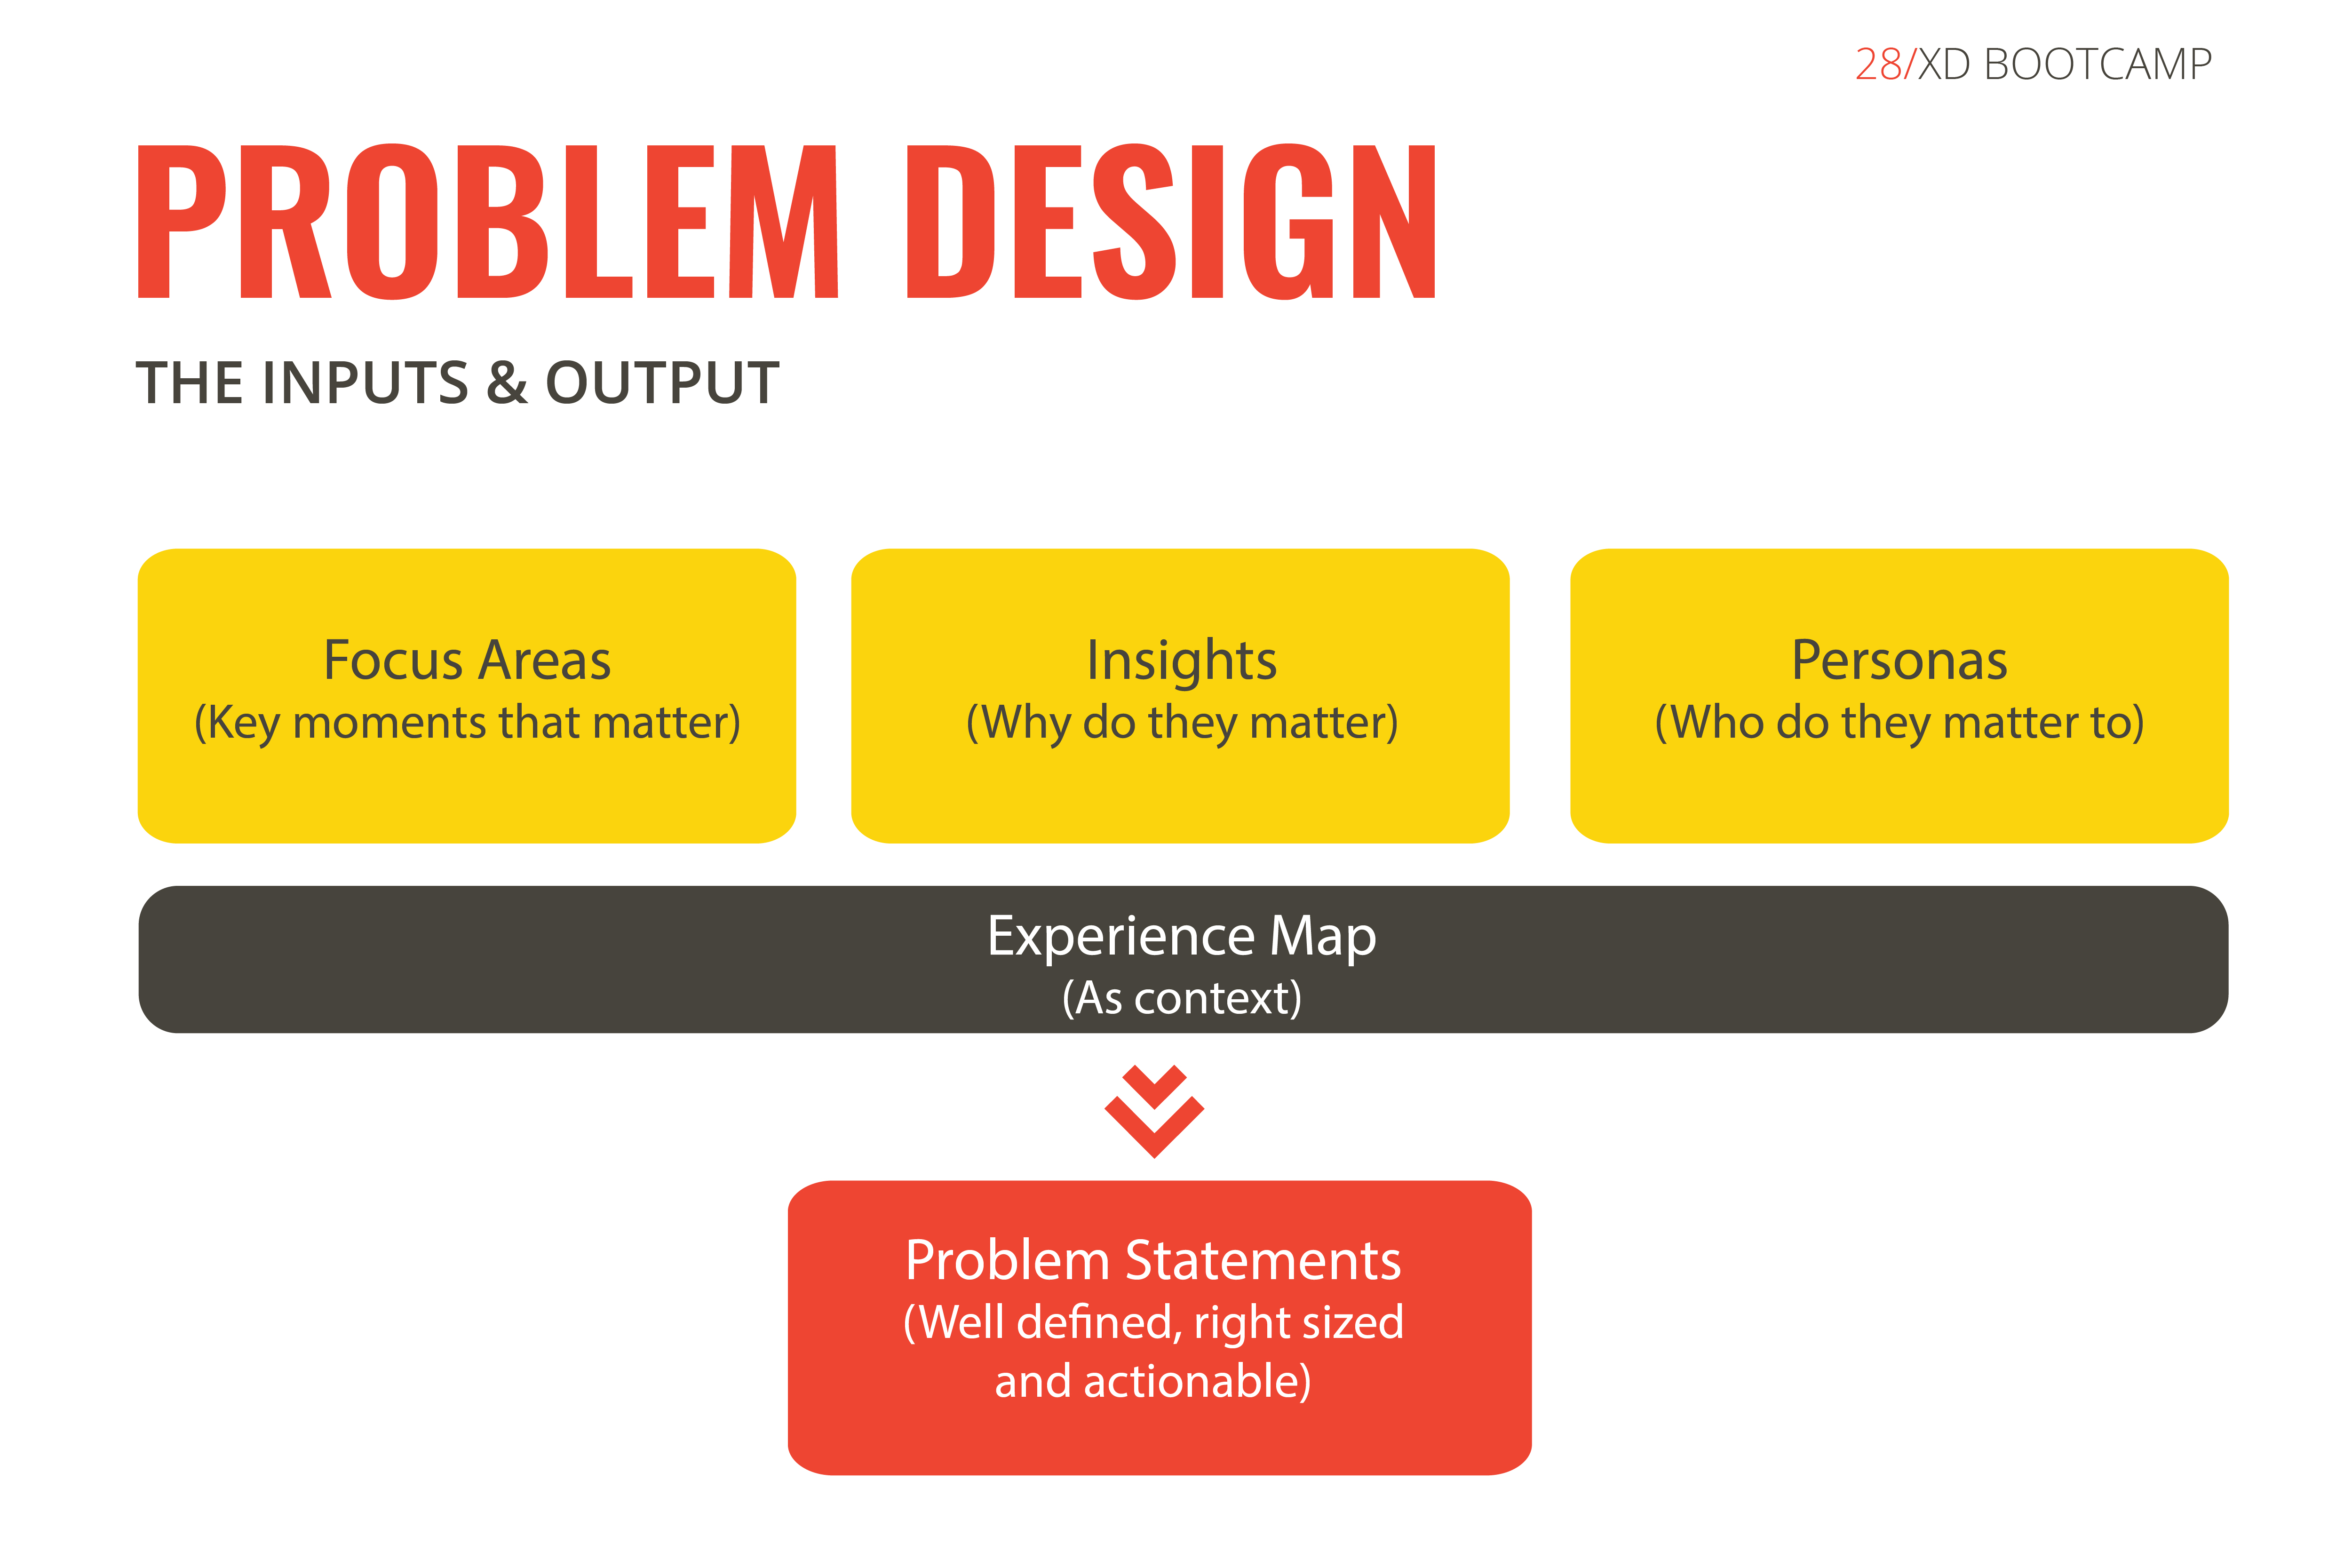 28/XD BOOTCAMP
PROBLEM DESIGN
THE INPUTS & OUTPUT
Focus Areas
(Key moments that matter)
Insights
(Why do they matter)
Personas
(Who do they matter to)
Experience Map
(As context)
Problem Statements
(Well defined, right sized
and actionable)